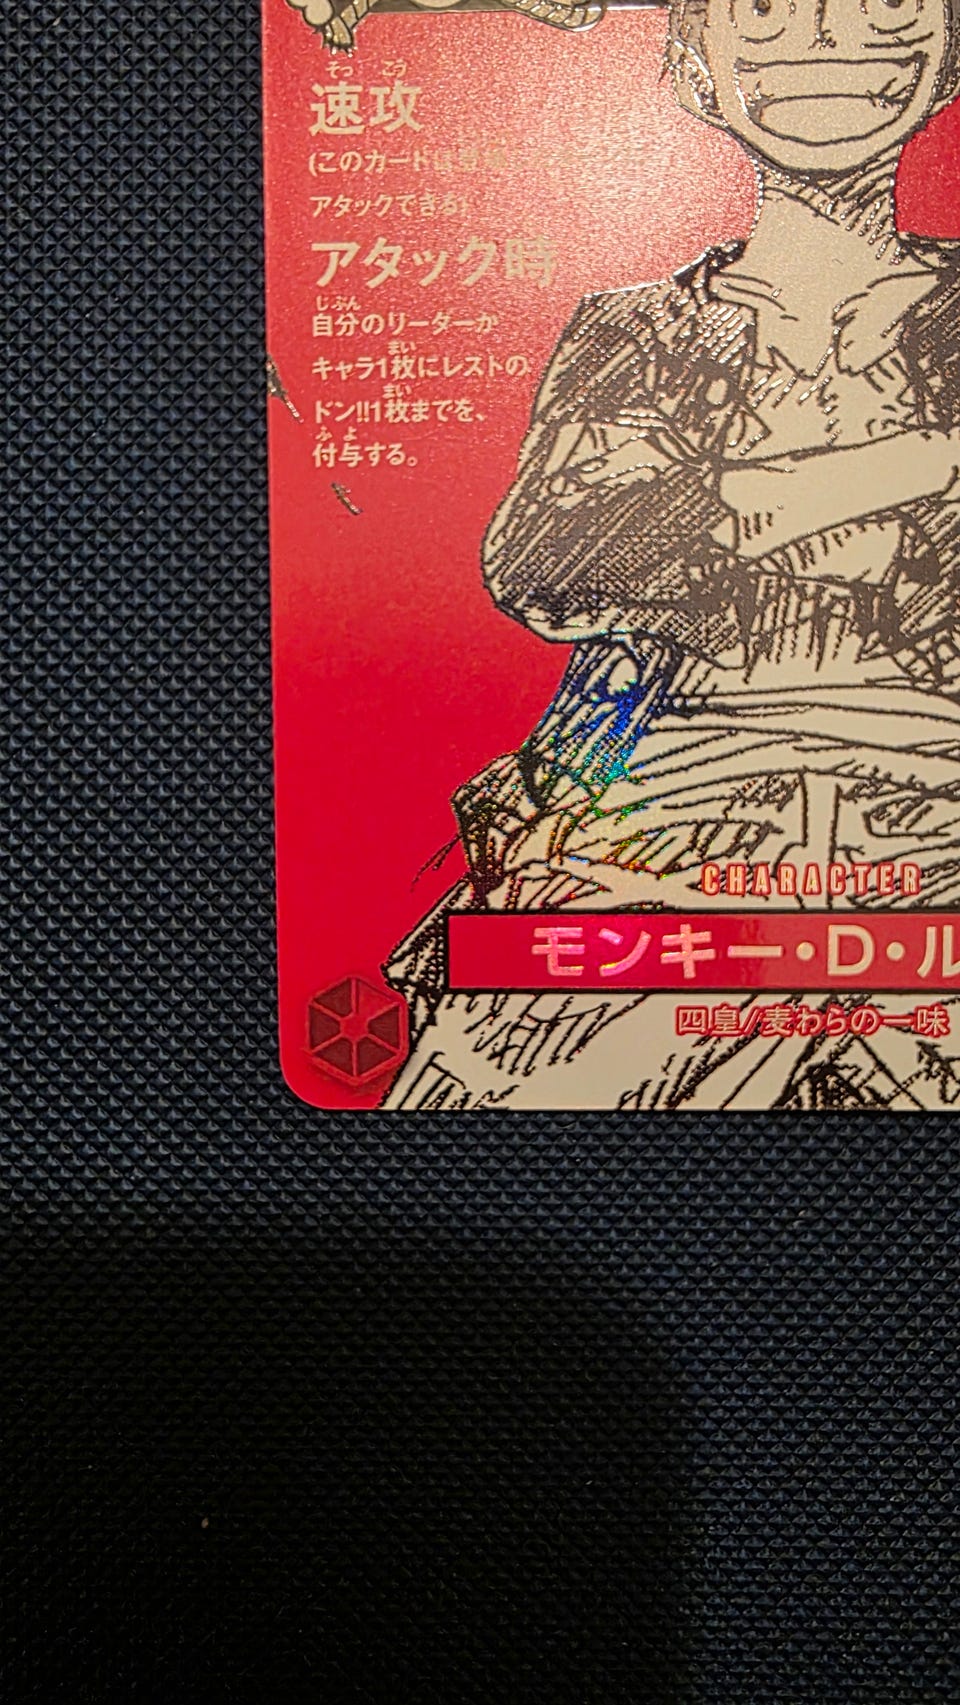 そっ こう
速攻
(このカードは
アタックできる)
アタック時
じぶん
自分のリーダーか
まい
キャラ1枚にレストの
まい
ドン!!1枚までを、
ふ よ
付与する。
CHARACTER
モンキー・D・ル
四皇/麦わらの一味